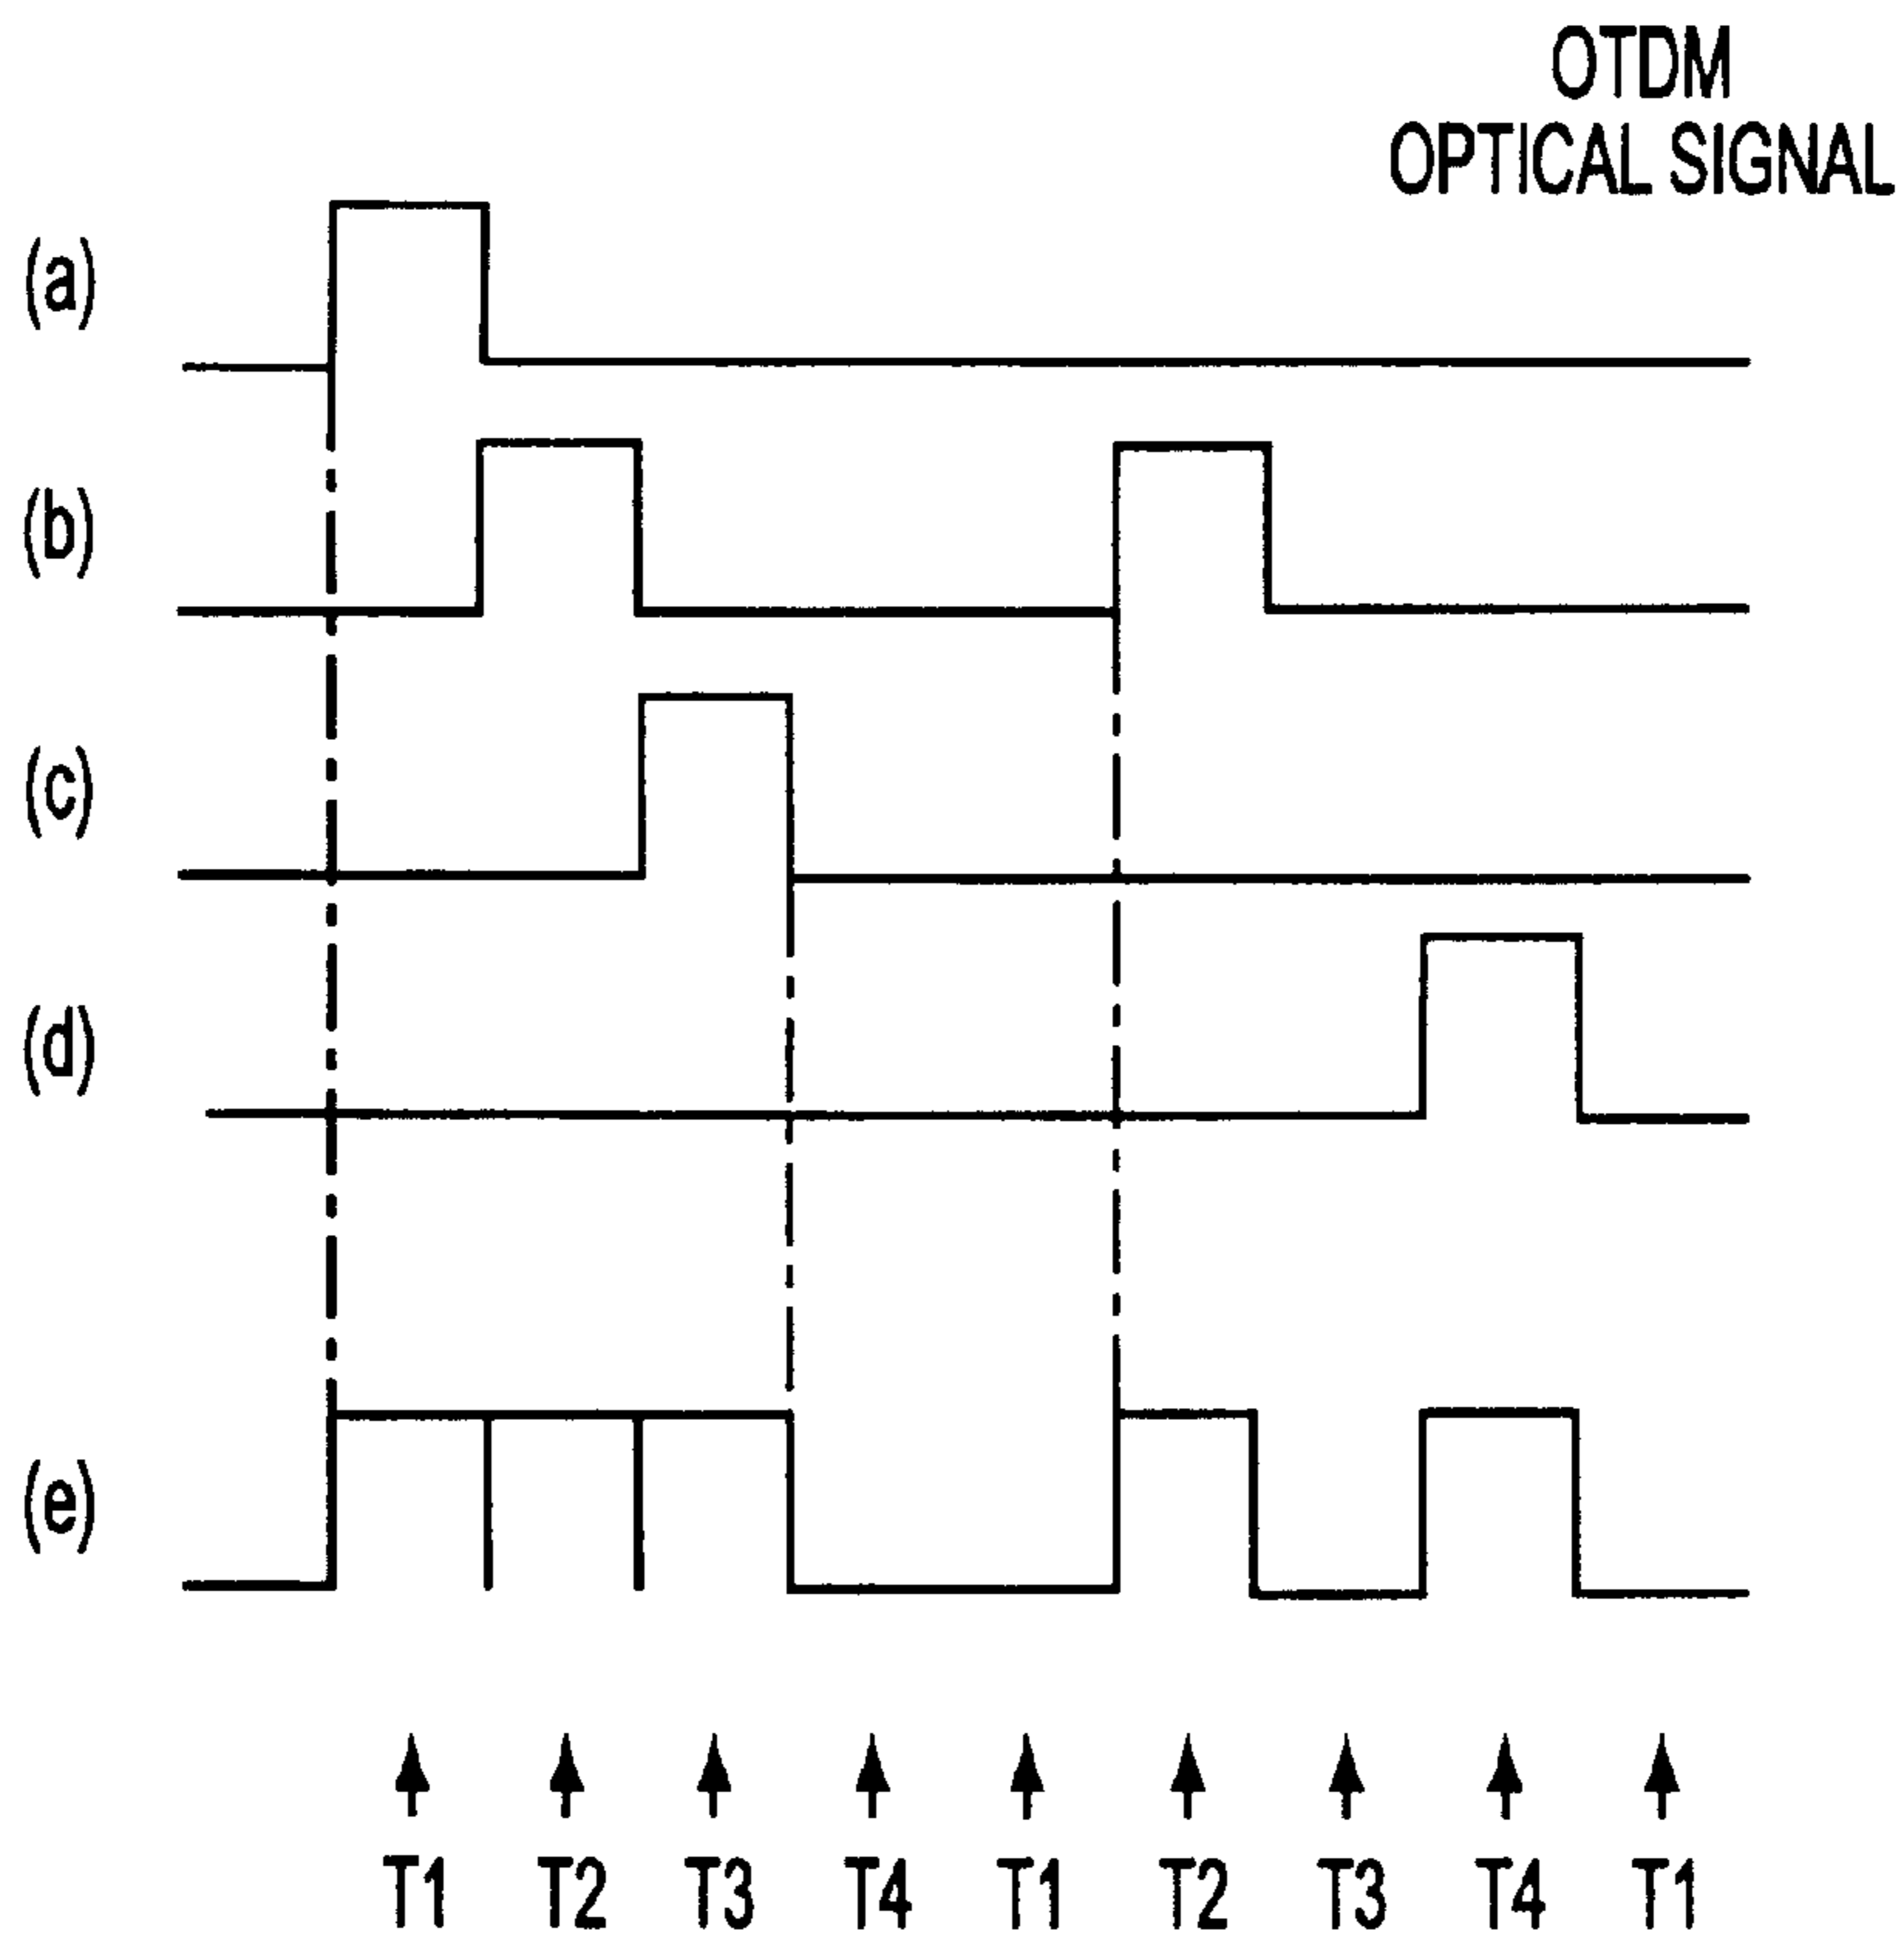 OTDM
OPTICAL SIGNAL
(a)
(b)
(c)
(d)
(e)
T1 T2 T3 T4 T1 T2 T3 T4 T1